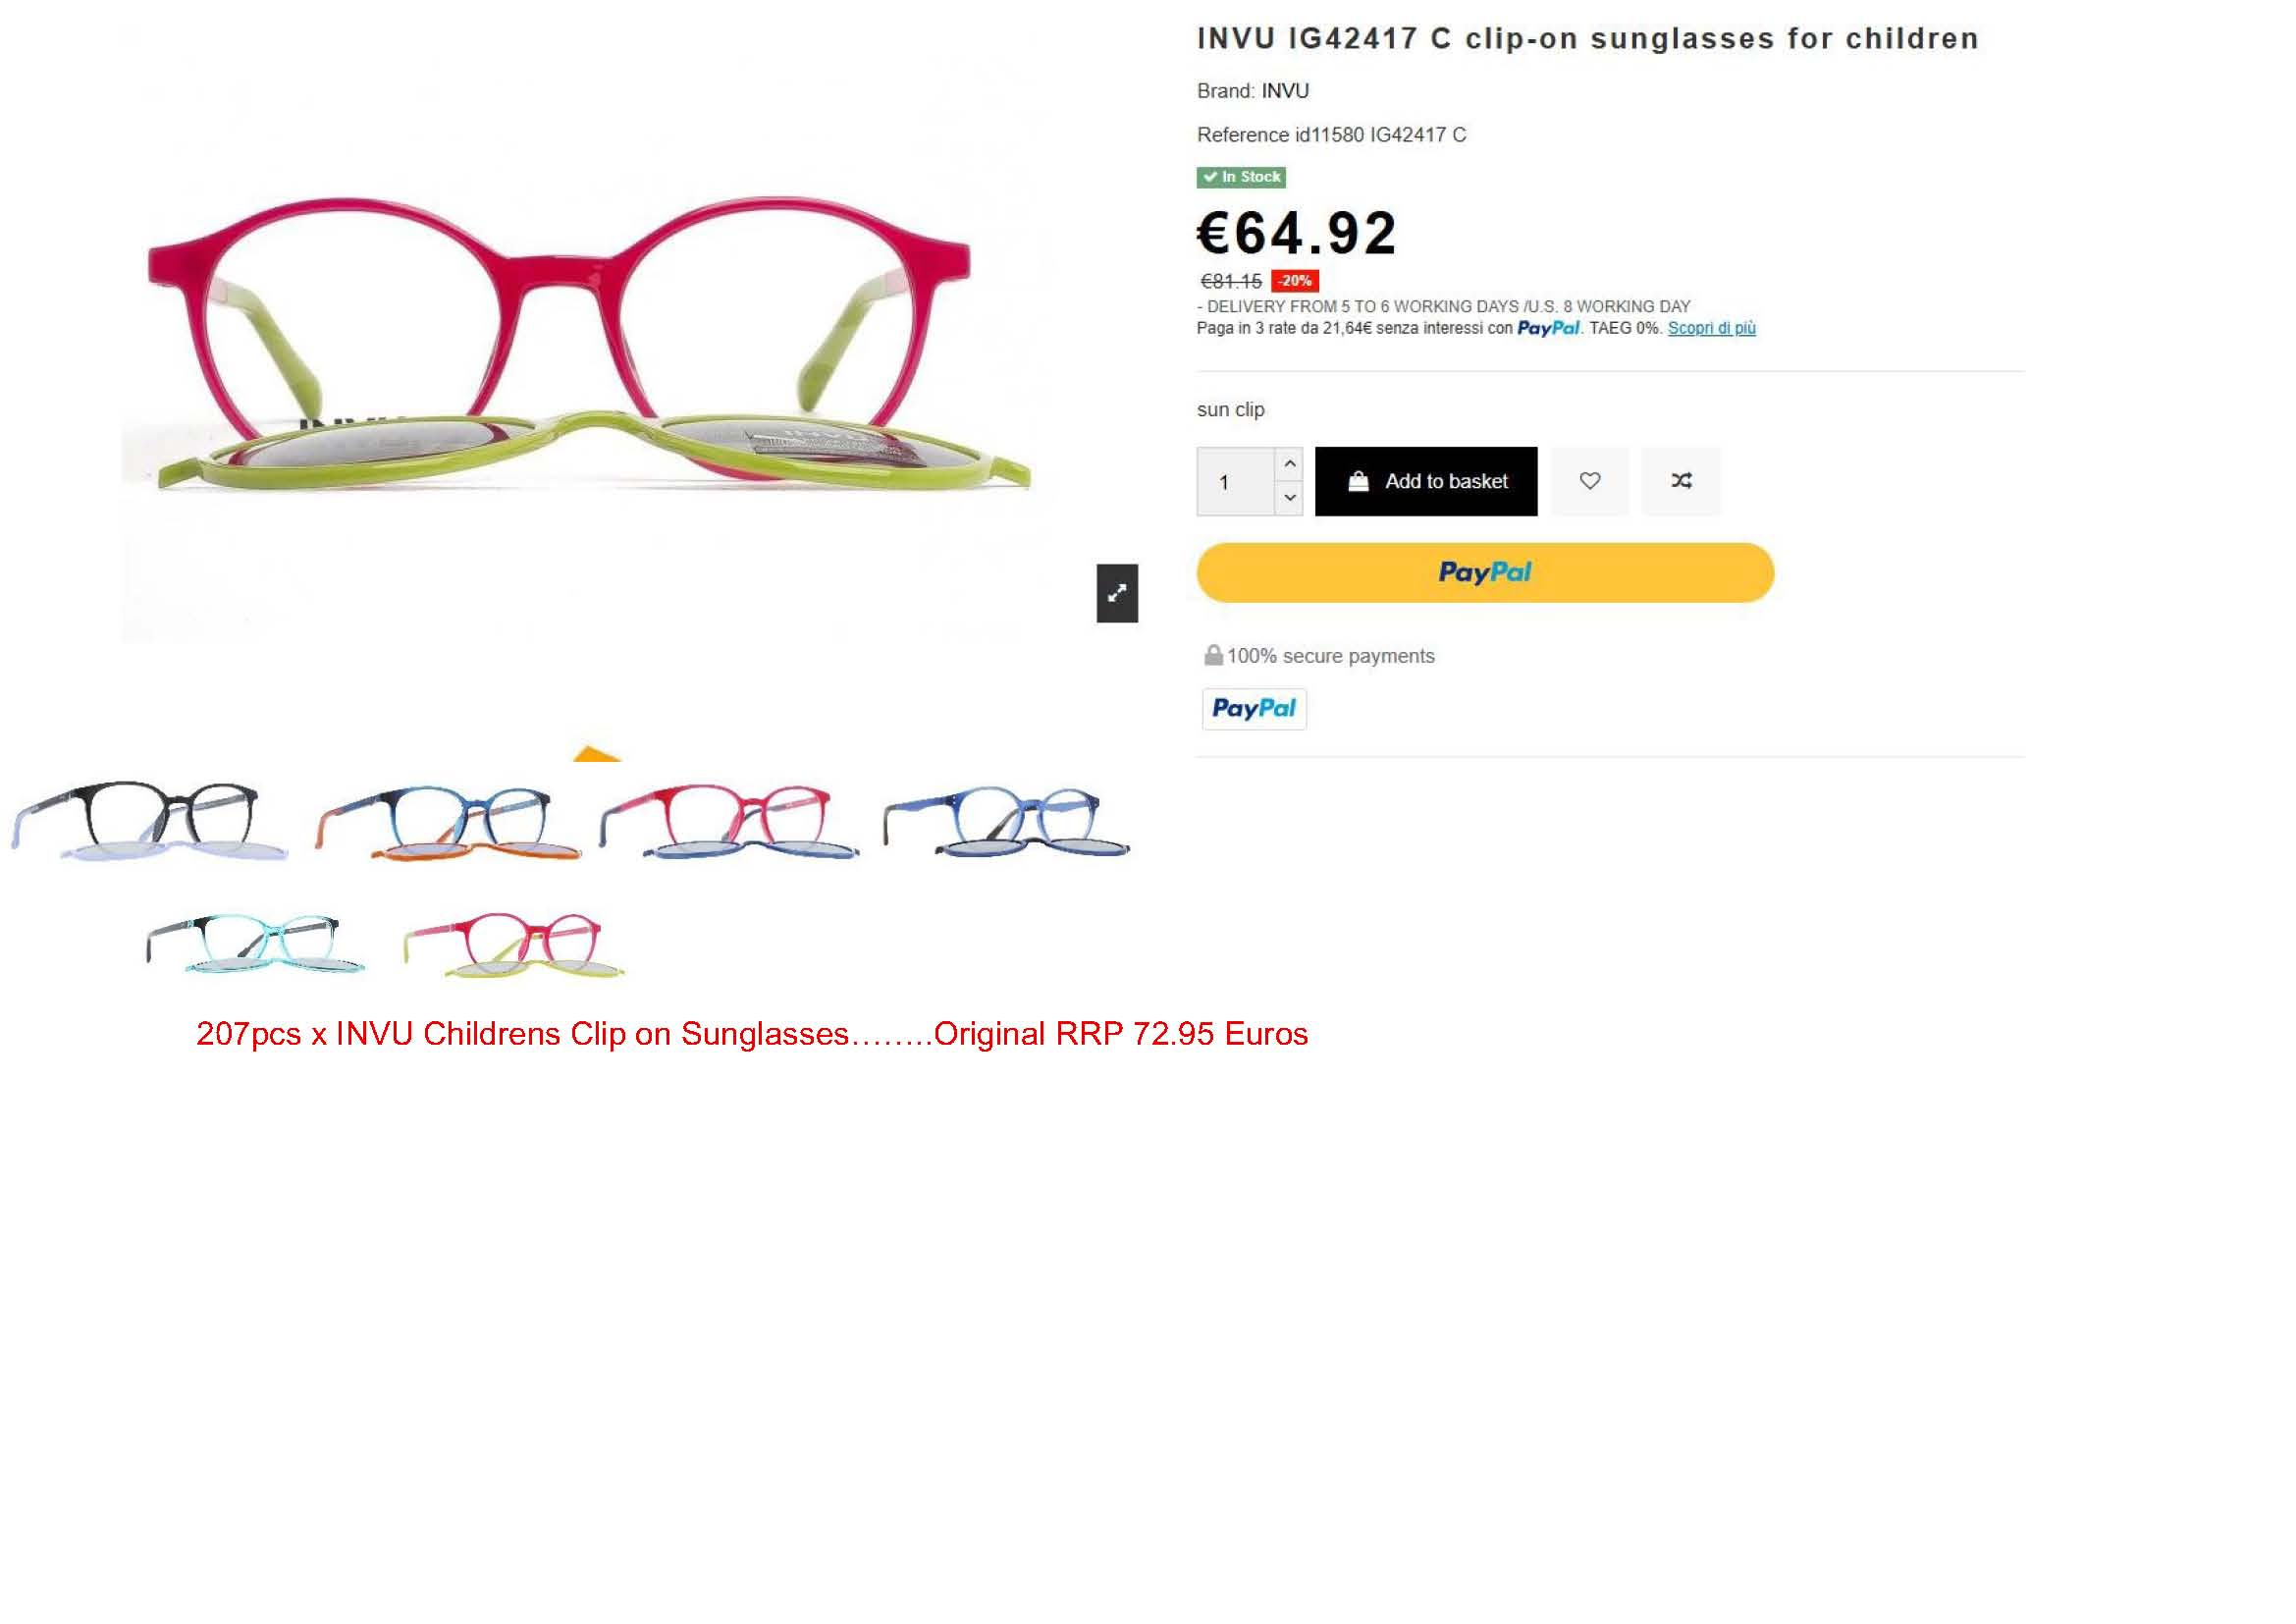 INVU IG42417 C clip-on sunglasses for children
Brand: INVU
Reference id11580 IG42417 C
In Stock
€64.92
€81.15 -20%
- DELIVERY FROM 5 TO 6 WORKING DAYS /U.S. 8 WORKING DAY
Paga in 3 rate da 21,64€ senza interessi con PayPal. TAEG 0%. Scopri di più
sun clip
1
Add to basket
PayPal
100% secure payments
PayPal
207pcs x INVU Childrens Clip on Sunglasses........Original RRP 72.95 Euros